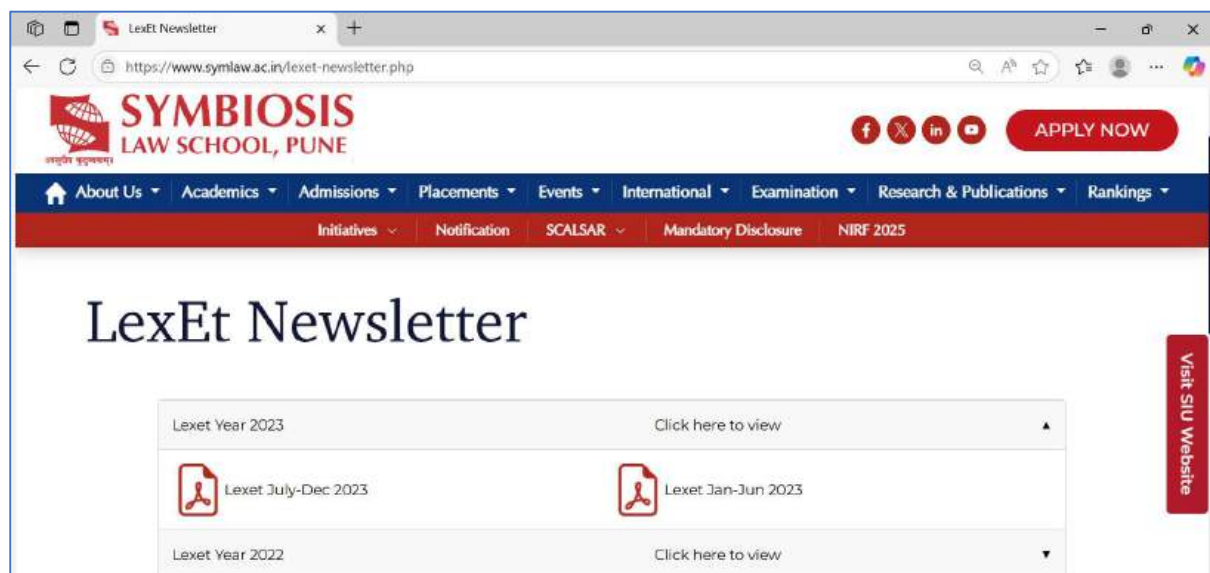 LexEt Newsletter
https://www.symlaw.ac.in/lexet-newsletter.php
SYMBIOSIS
LAW SCHOOL, PUNE
APPLY NOW
About Us Academics Admissions Placements Events International Examination Research & Publications Rankings
Initiatives Notification SCALSAR Mandatory Disclosure NIRF 2025
LexEt Newsletter
Visit SIU Website
Lexet Year 2023 Click here to view
Lexet July-Dec 2023 Lexet Jan-Jun 2023
Lexet Year 2022 Click here to view